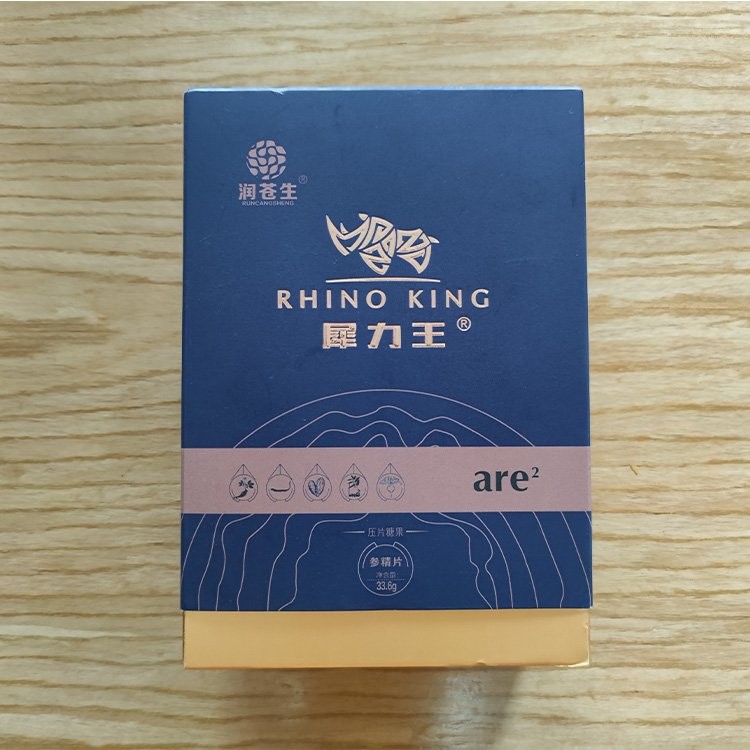 润苍生®
RUNCANGSHENG
RHINO KING
犀力王®
are²
压片糖果
参精片
净含量:
33.6g